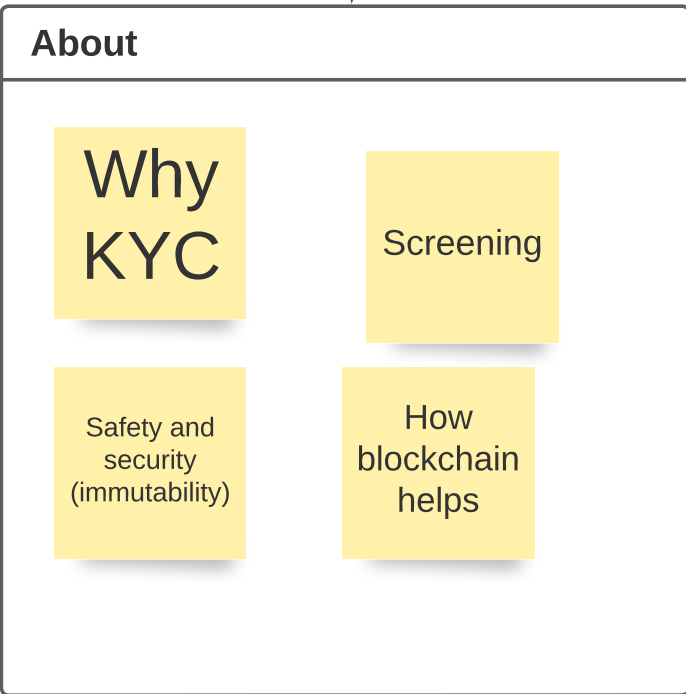 About
Why
KYC
Screening
Safety and
security
(immutability)
How
blockchain
helps